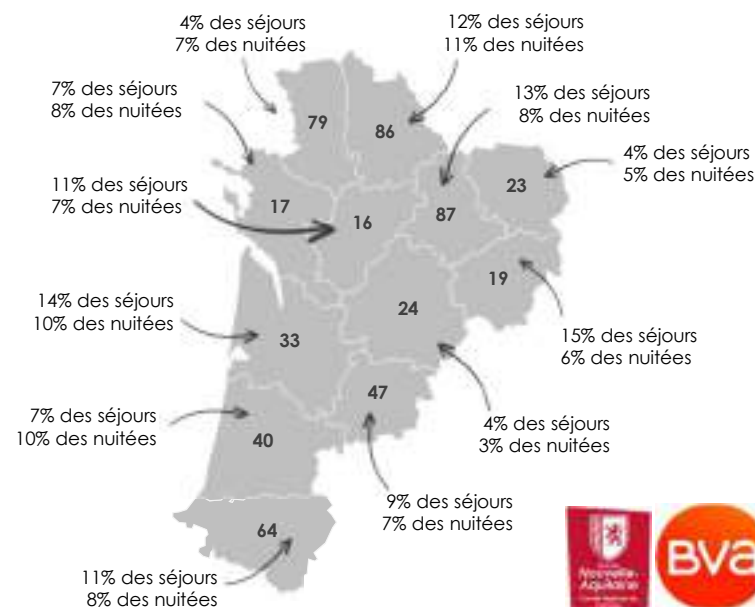 4% des séjours
7% des nuitées
12% des séjours
11% des nuitées
7% des séjours
8% des nuitées
13% des séjours
8% des nuitées
79
86
4% des séjours
5% des nuitées
11% des séjours
7% des nuitées
17
16
87
23
19
14% des séjours
10% des nuitées
24
33
15% des séjours
6% des nuitées
47
7% des séjours
10% des nuitées
40
4% des séjours
3% des nuitées
9% des séjours
7% des nuitées
64
11% des séjours
8% des nuitées
Nouvelle-
Aquitaine
BVA